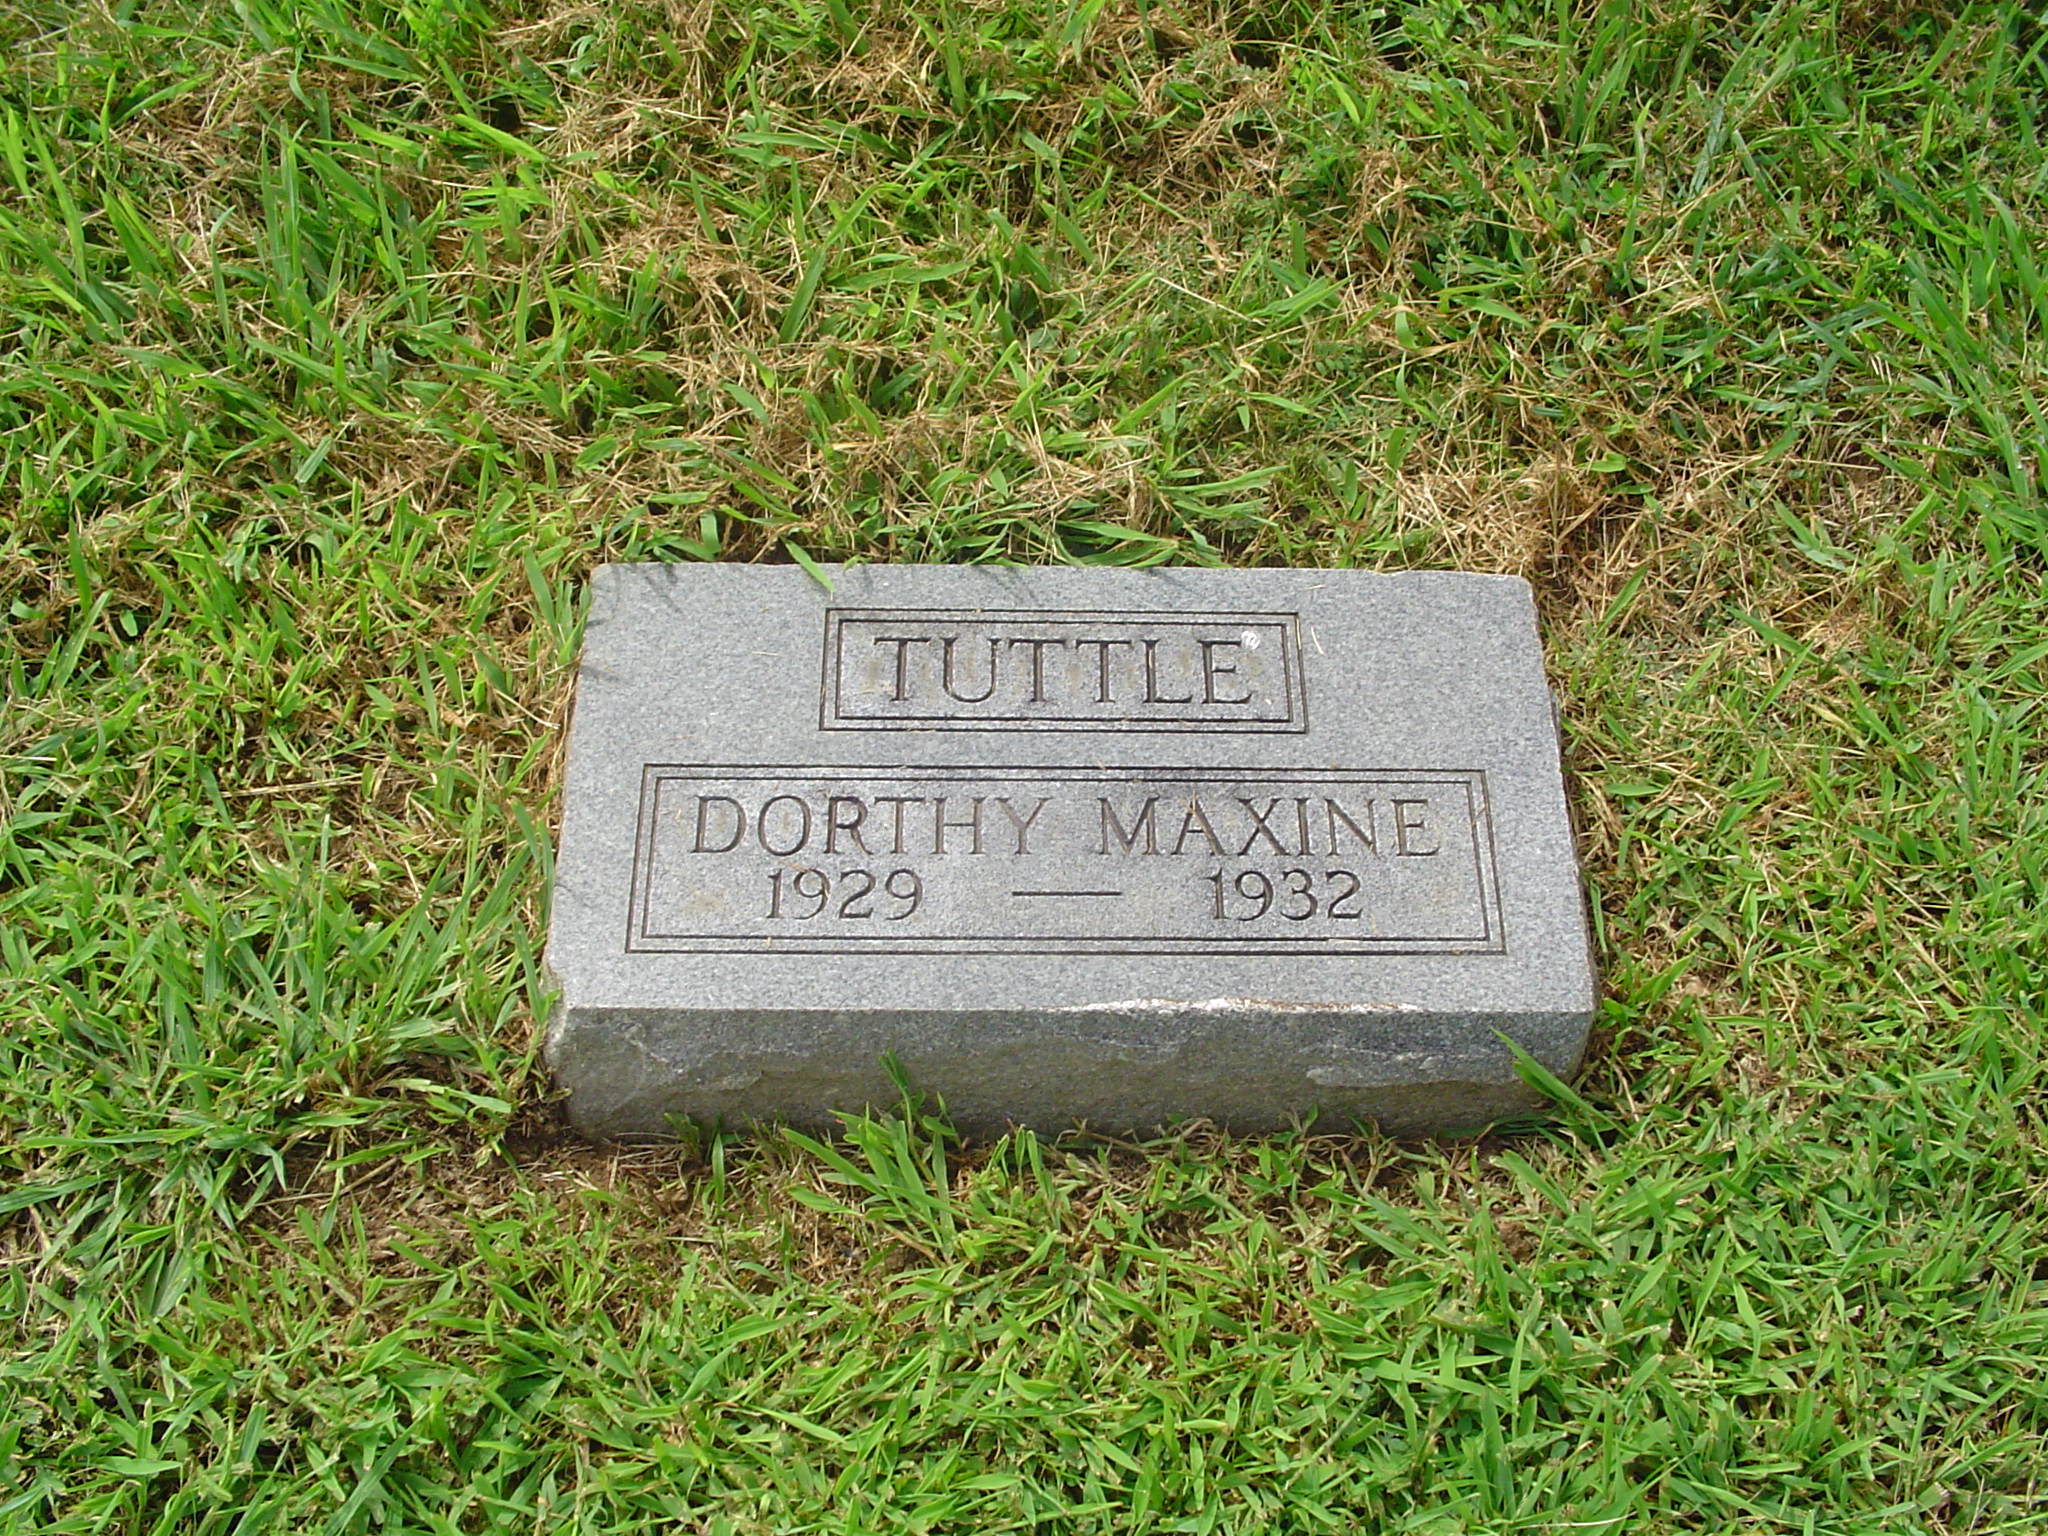 TUTTLE
DORTHY MAXINE
1929 — 1932